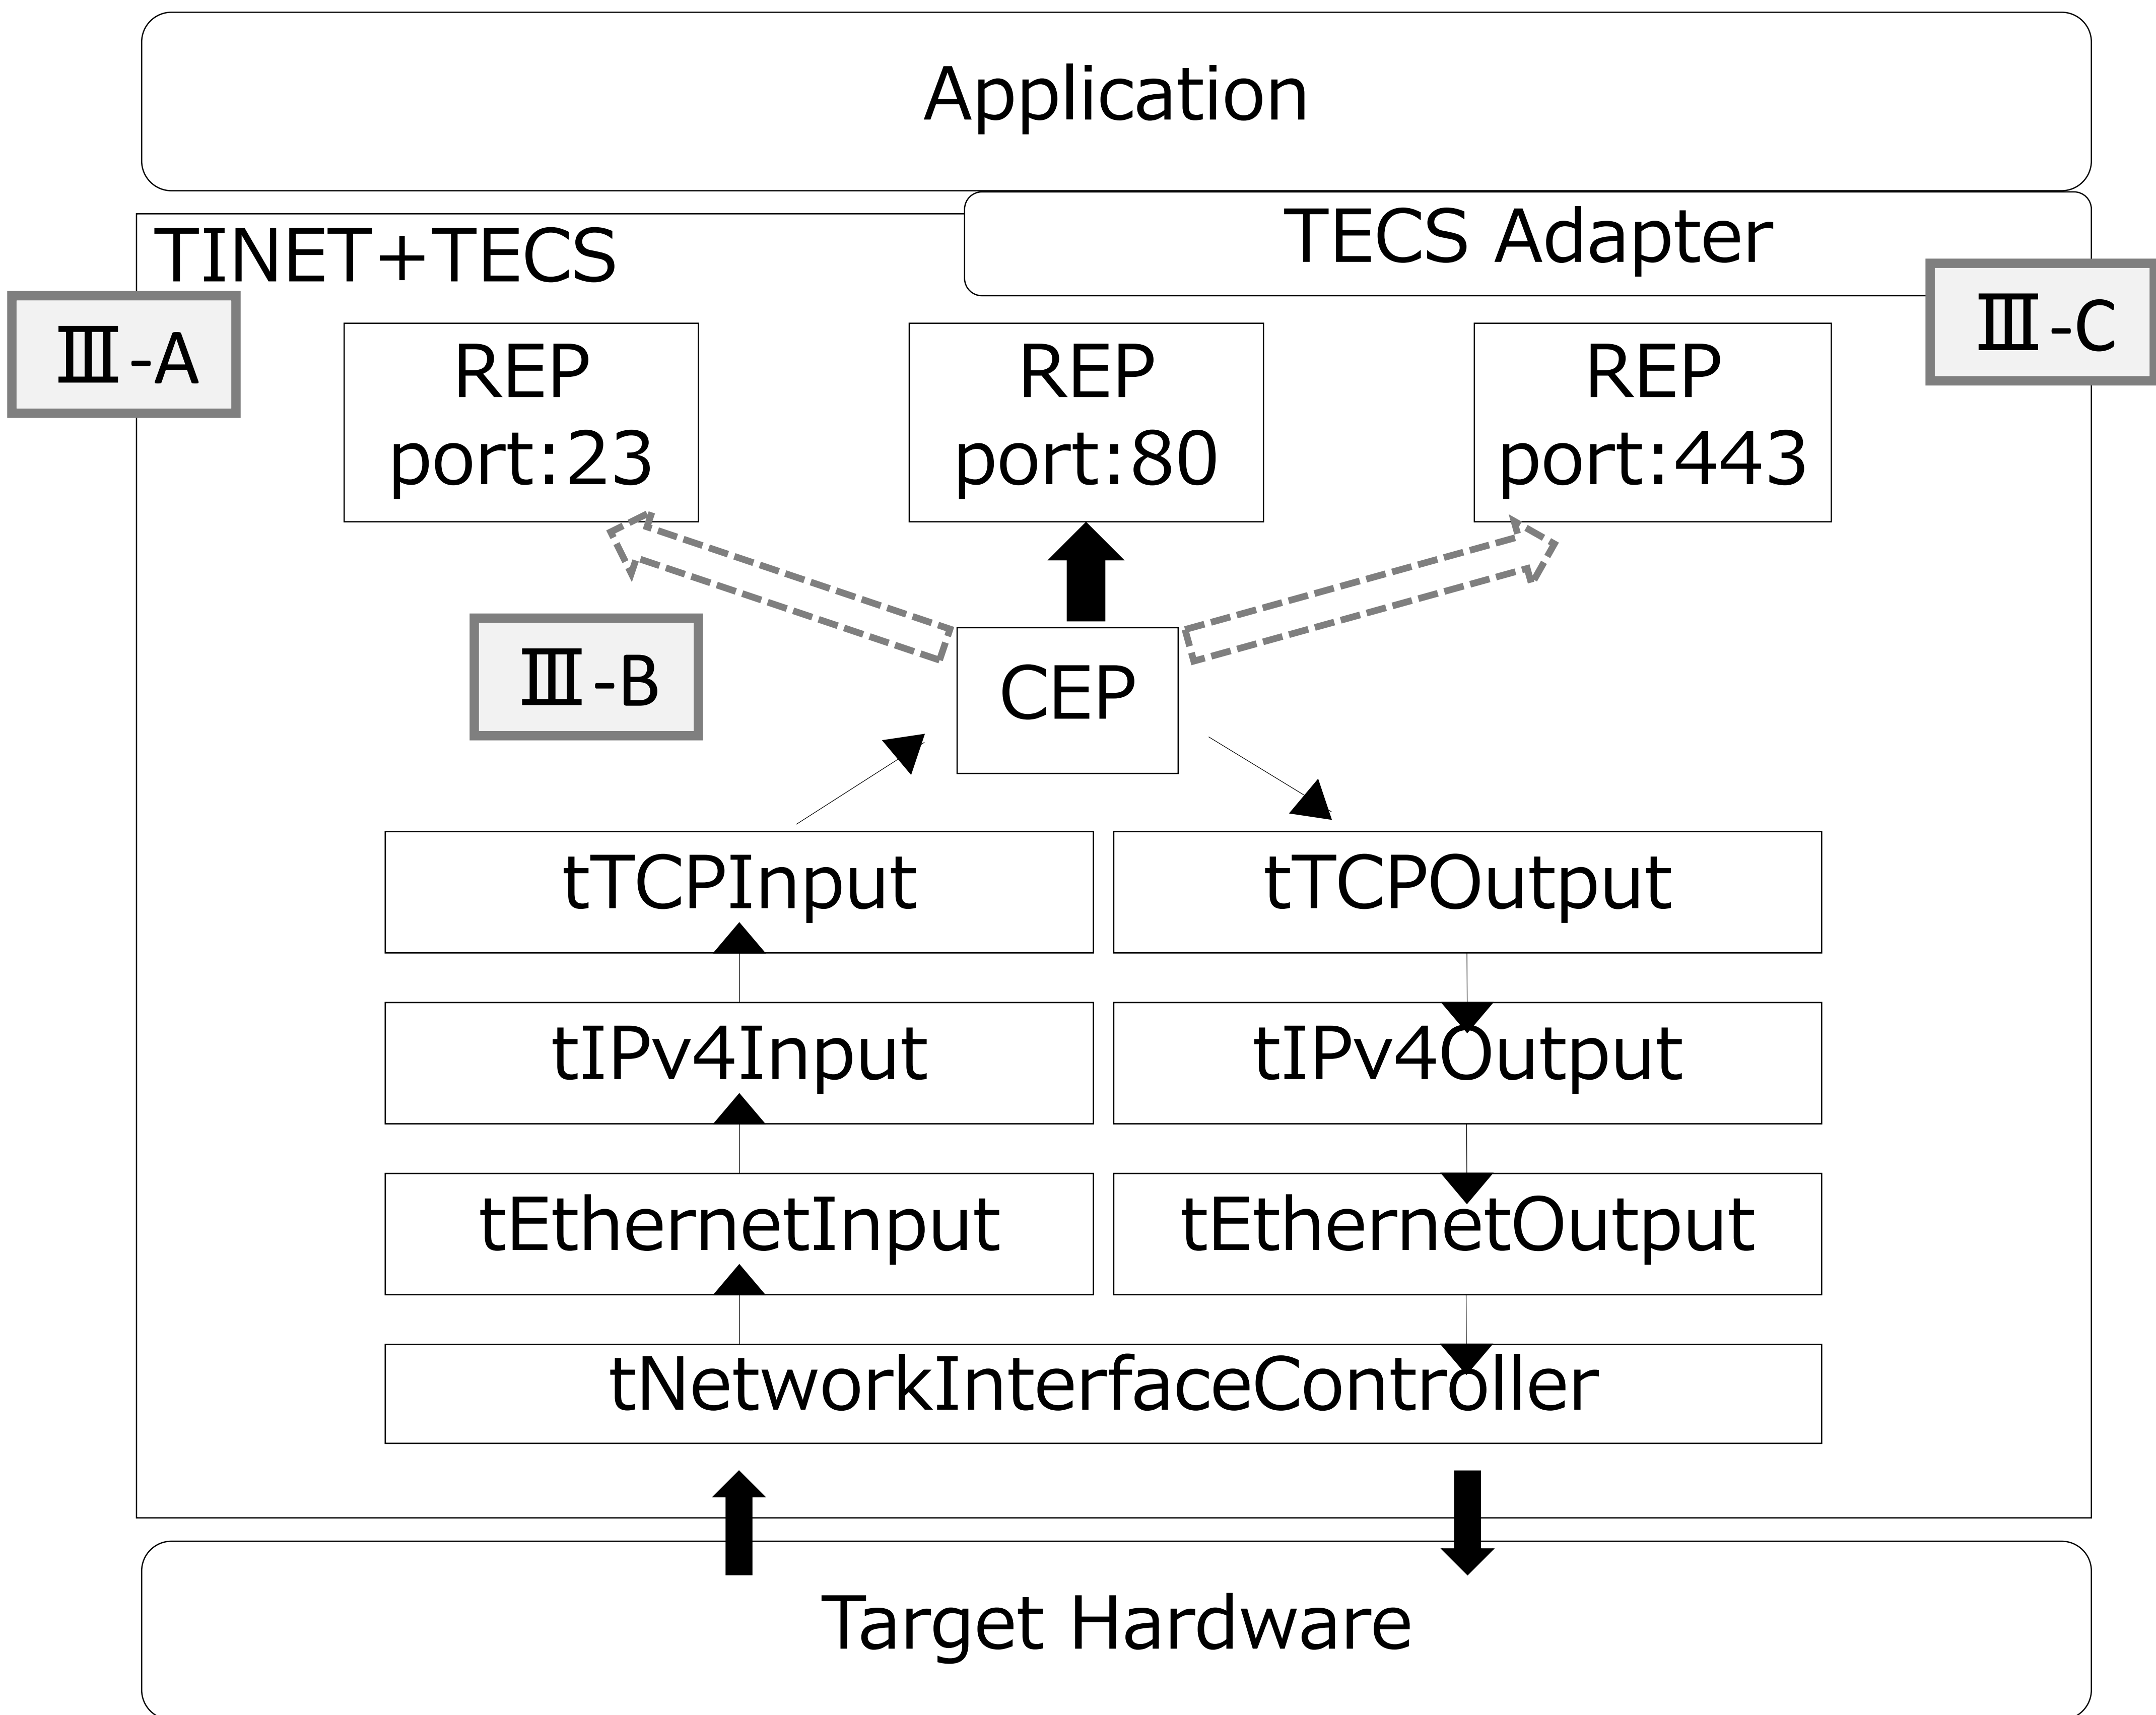 Application
TECS Adapter
TINET+TECS
Ⅲ-A
Ⅲ-C
REP
port:23
REP
port:80
REP
port:443
Ⅲ-B
CEP
tTCPInput
tTCPOutput
tIPv4Input
tIPv4Output
tEthernetInput
tEthernetOutput
tNetworkInterfaceController
Target Hardware